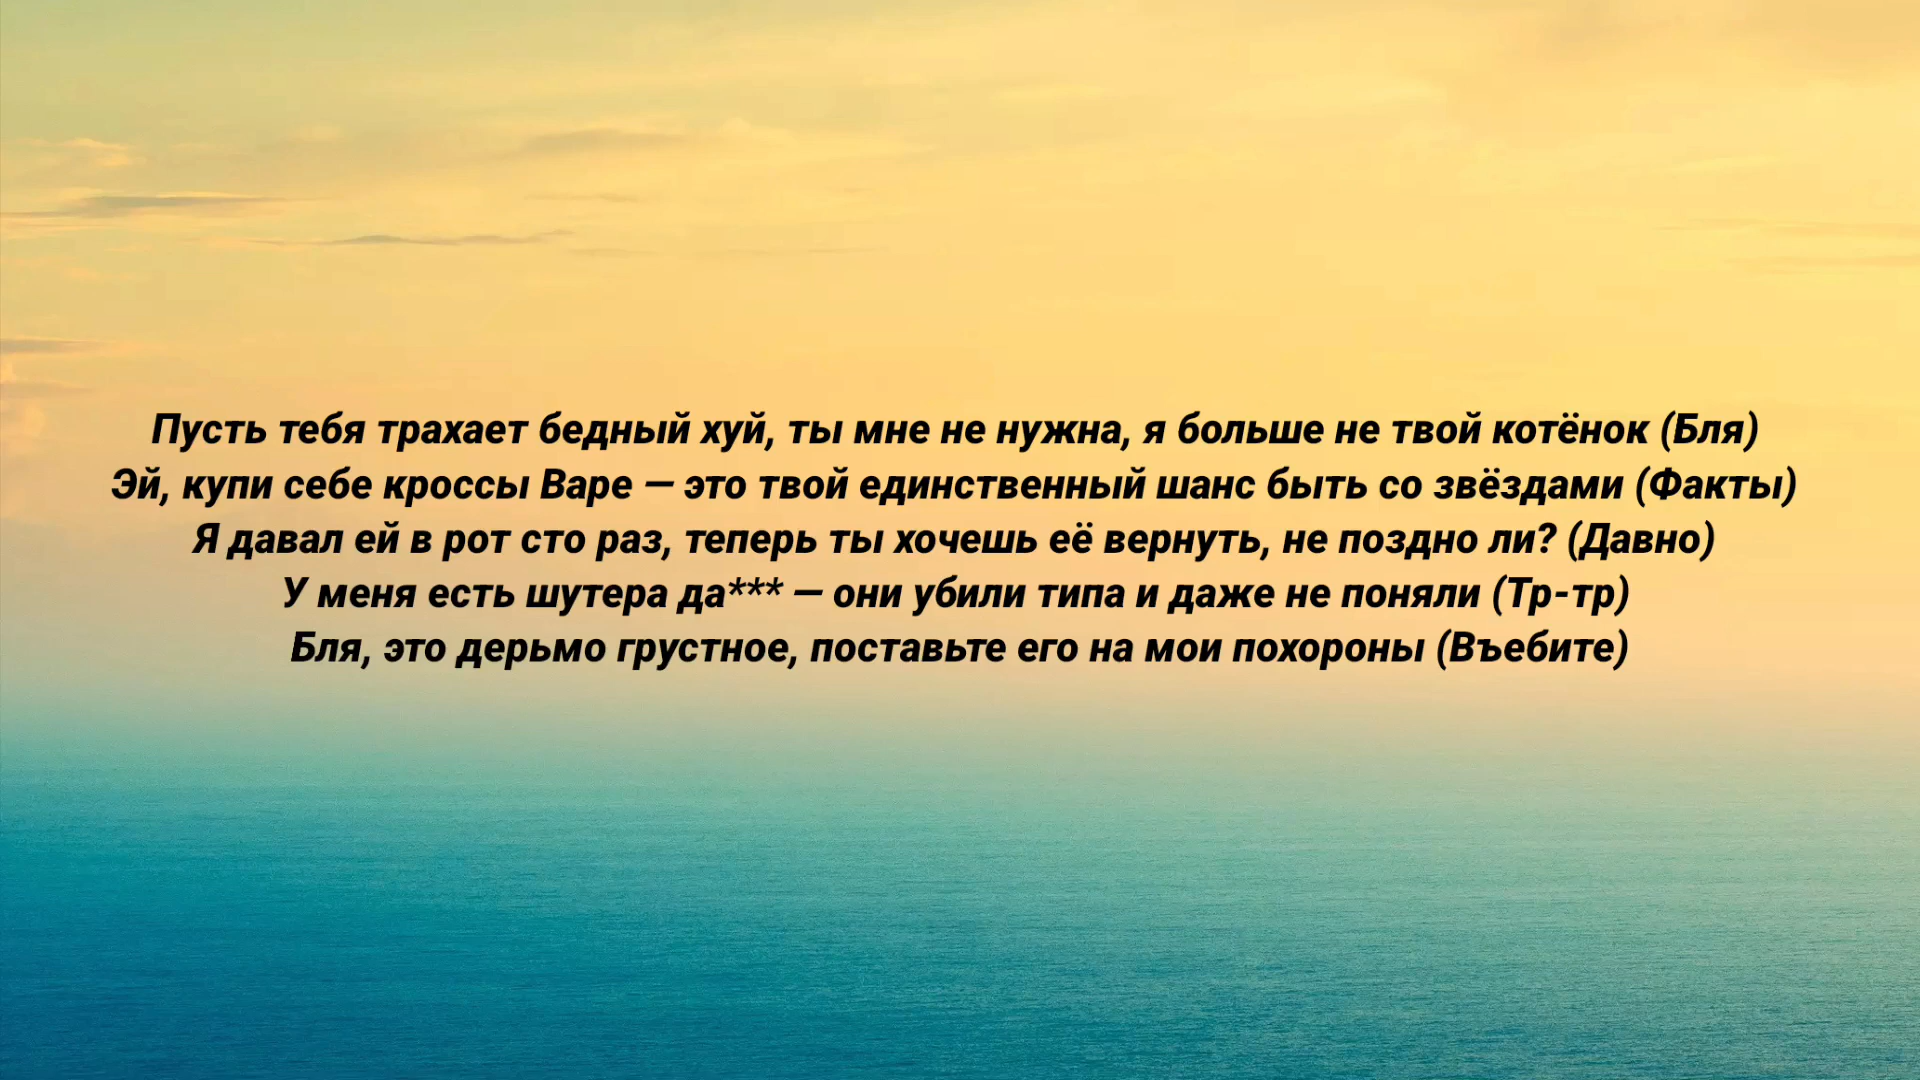 Пусть тебя трахает бедный хуй, ты мне не нужна, я больше не твой котёнок (Бля)
Эй, купи себе кроссы Bape — это твой единственный шанс быть со звёздами (Факты)
Я давал ей в рот сто раз, теперь ты хочешь её вернуть, не поздно ли? (Давно)
У меня есть шутера да*** — они убили типа и даже не поняли (Тр-тр)
Бля, это дерьмо грустное, поставьте его на мои похороны (Въебите)